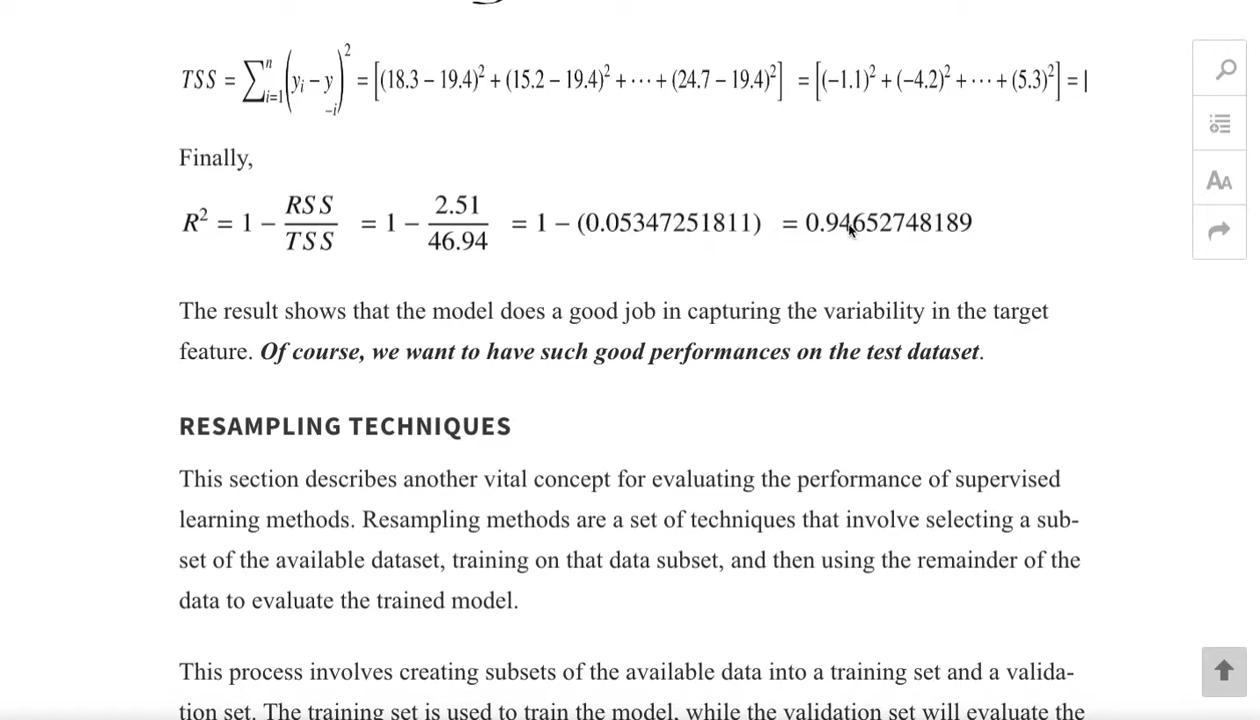 TSS = ∑ⁿᵢ₌₁(yᵢ − y₋ᵢ)² = [(18.3 − 19.4)² + (15.2 − 19.4)² + ⋯ + (24.7 − 19.4)²] = [(−1.1)² + (−4.2)² + ⋯ + (5.3)²] =
Finally,
R² = 1 − RSS/TSS = 1 − 2.51/46.94 = 1 − (0.05347251811) = 0.94652748189
The result shows that the model does a good job in capturing the variability in the target
feature. Of course, we want to have such good performances on the test dataset.
RESAMPLING TECHNIQUES
This section describes another vital concept for evaluating the performance of supervised
learning methods. Resampling methods are a set of techniques that involve selecting a sub-
set of the available dataset, training on that data subset, and then using the remainder of the
data to evaluate the trained model.
This process involves creating subsets of the available data into a training set and a valida-
tion set. The training set is used to train the model, while the validation set will evaluate the
AA